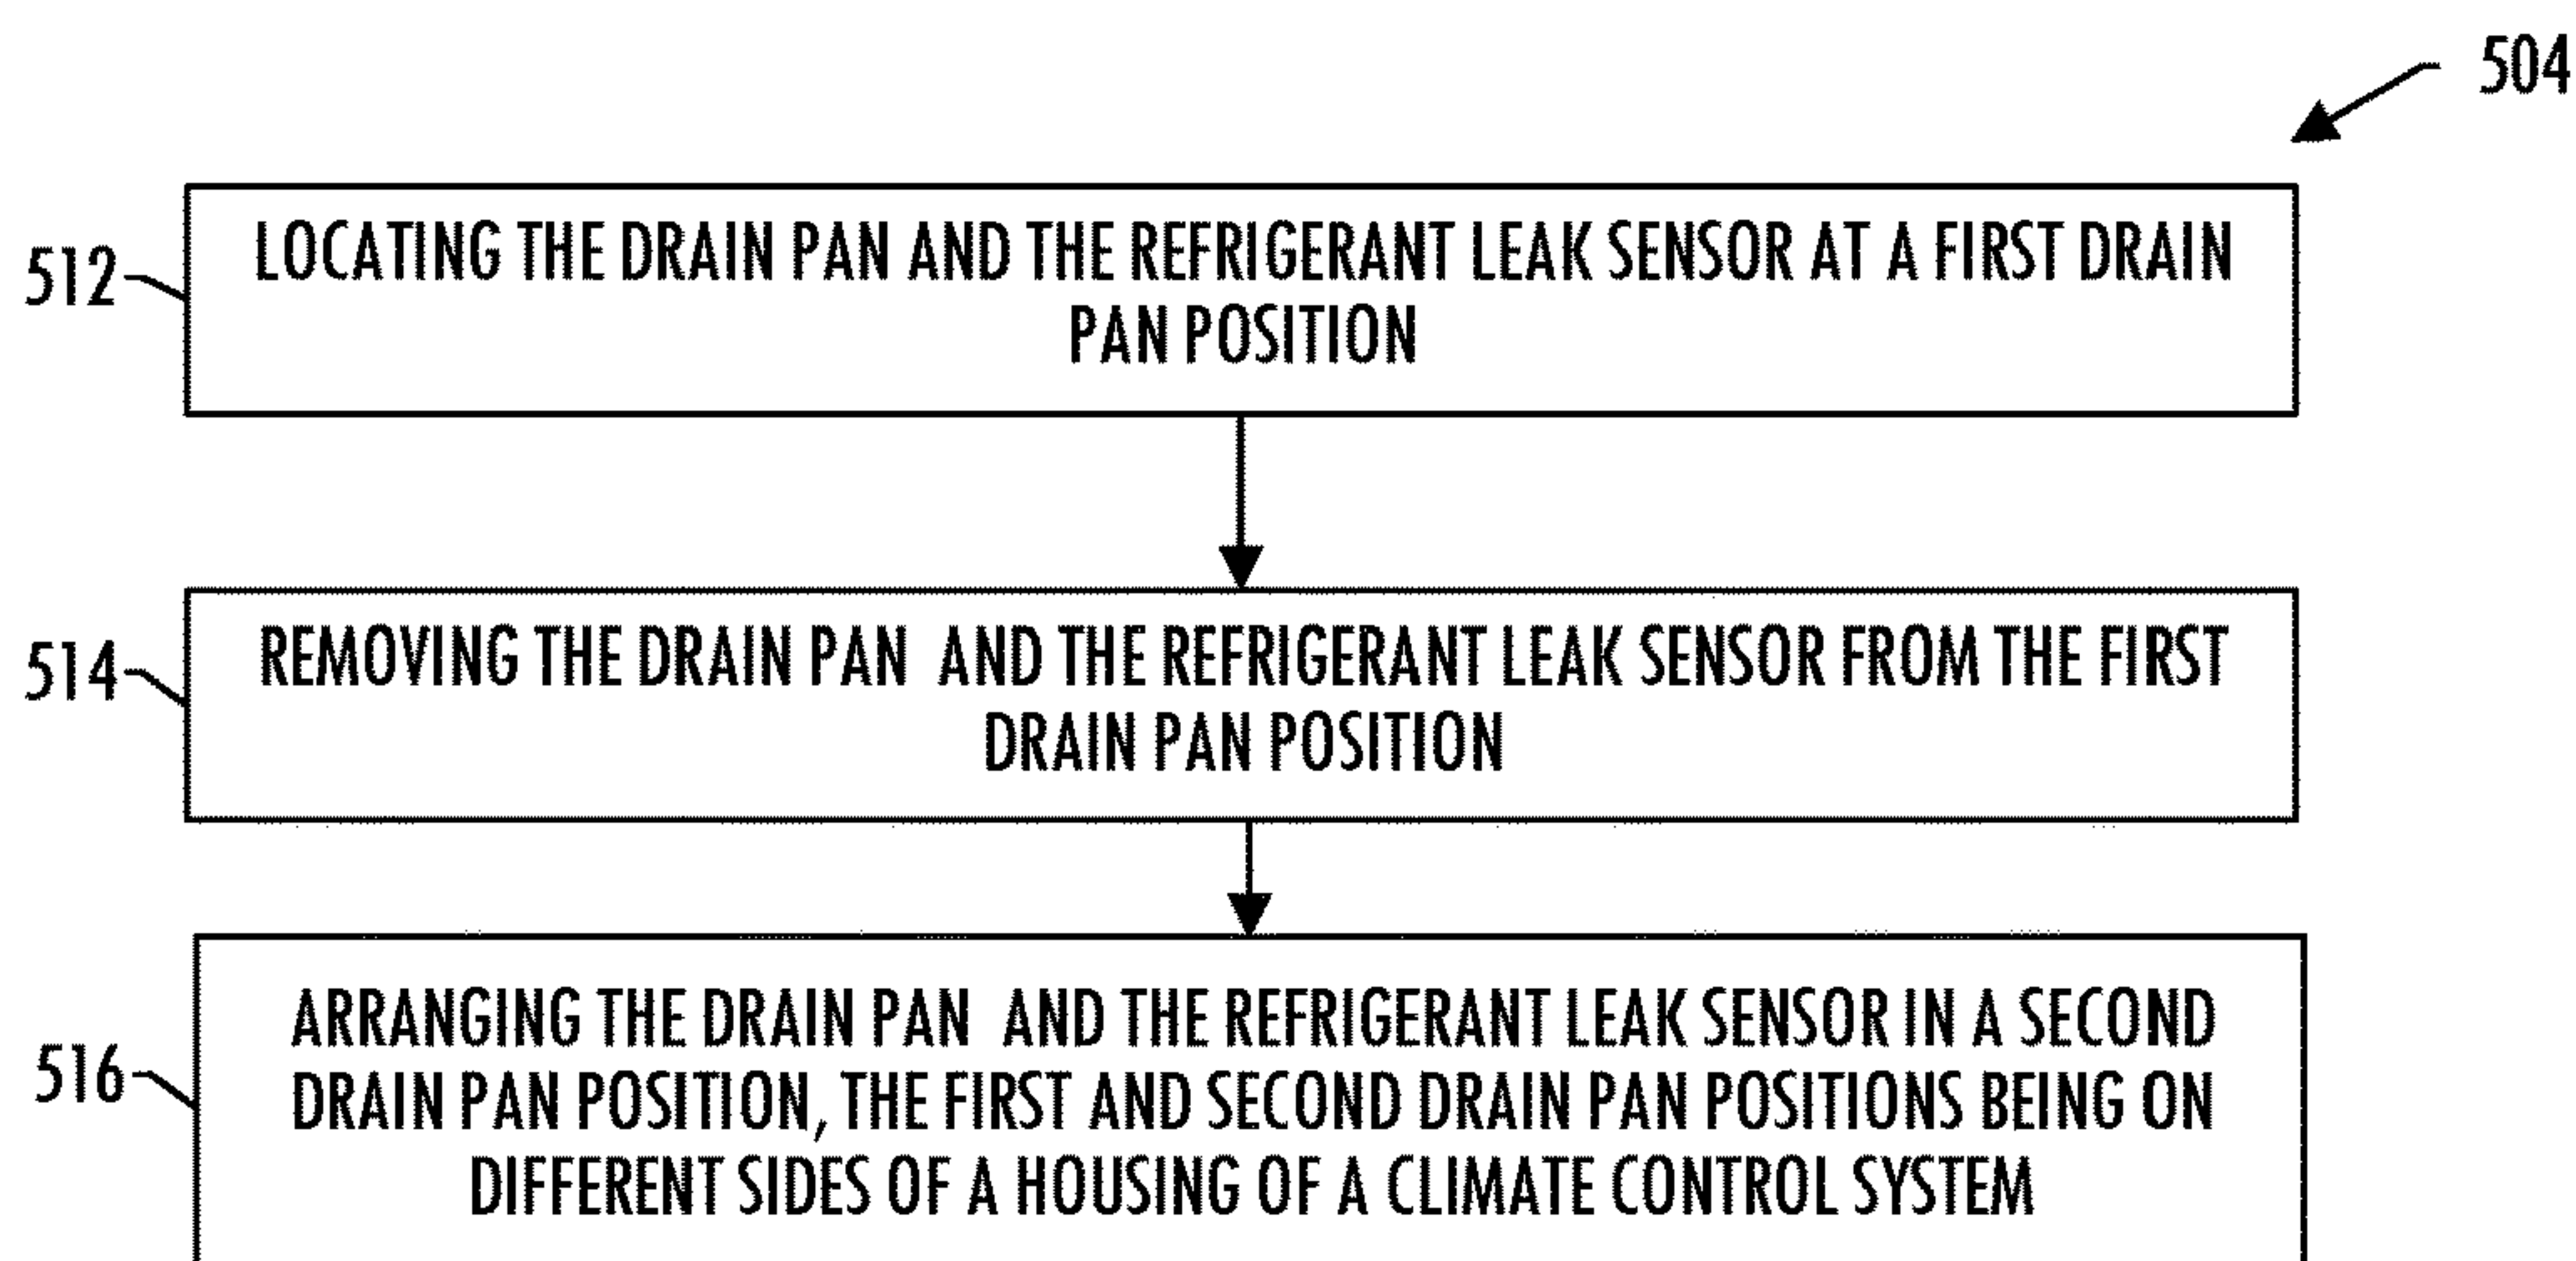 504
512
LOCATING THE DRAIN PAN AND THE REFRIGERANT LEAK SENSOR AT A FIRST DRAIN
PAN POSITION
514
REMOVING THE DRAIN PAN AND THE REFRIGERANT LEAK SENSOR FROM THE FIRST
DRAIN PAN POSITION
516
ARRANGING THE DRAIN PAN AND THE REFRIGERANT LEAK SENSOR IN A SECOND
DRAIN PAN POSITION, THE FIRST AND SECOND DRAIN PAN POSITIONS BEING ON
DIFFERENT SIDES OF A HOUSING OF A CLIMATE CONTROL SYSTEM